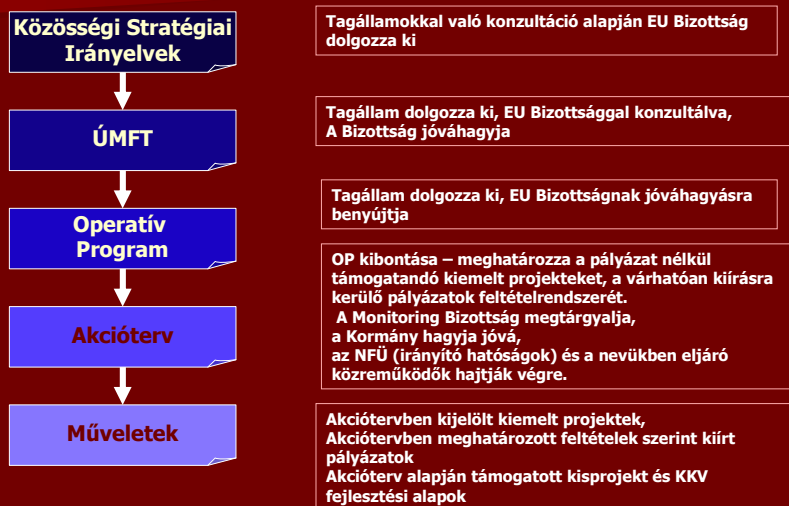 Közösségi Stratégiai
Irányelvek
Tagállamokkal való konzultáció alapján EU Bizottság
dolgozza ki
ÚMFT
Tagállam dolgozza ki, EU Bizottsággal konzultálva,
A Bizottság jóváhagyja
Operatív
Program
Tagállam dolgozza ki, EU Bizottságnak jóváhagyásra
benyújtja
Akcióterv
OP kibontása – meghatározza a pályázat nélkül
támogatandó kiemelt projekteket, a várhatóan kiírásra
kerülő pályázatok feltételrendszerét.
A Monitoring Bizottság megtárgyalja,
a Kormány hagyja jóvá,
az NFÜ (irányító hatóságok) és a nevükben eljáró
közreműködők hajtják végre.
Műveletek
Akciótervben kijelölt kiemelt projektek,
Akciótervben meghatározott feltételek szerint kiírt
pályázatok
Akcióterv alapján támogatott kisprojekt és KKV
fejlesztési alapok